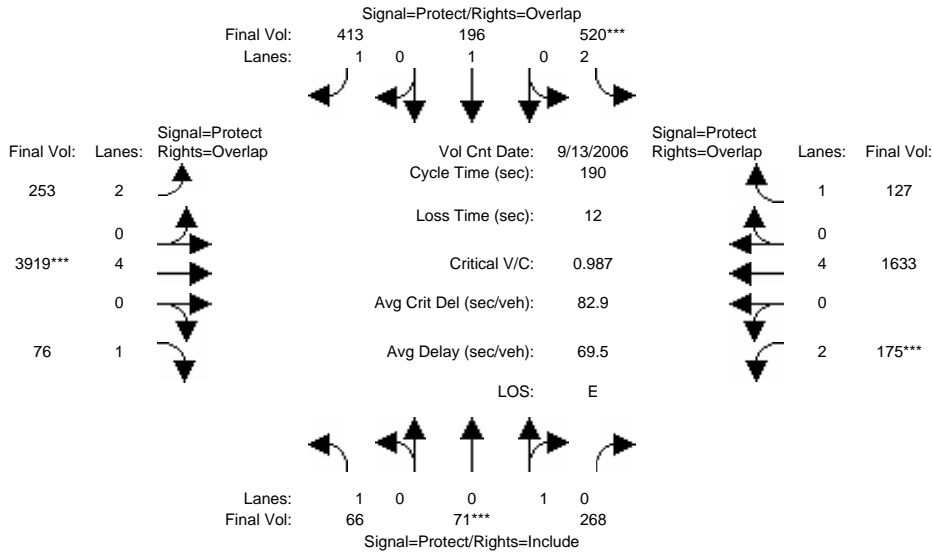 Signal=Protect/Rights=Overlap
Final Vol: 413 196 520***
Lanes: 1 0 1 0 2
Signal=Protect Signal=Protect
Final Vol: Lanes: Rights=Overlap Vol Cnt Date: 9/13/2006 Rights=Overlap Lanes: Final Vol:
Cycle Time (sec): 190
253 2 1 127
Loss Time (sec): 12
0 0
3919*** 4 Critical V/C: 0.987 4 1633
0 Avg Crit Del (sec/veh): 82.9 0
76 1 Avg Delay (sec/veh): 69.5 2 175***
LOS: E
Lanes: 1 0 0 1 0
Final Vol: 66 71*** 268
Signal=Protect/Rights=Include